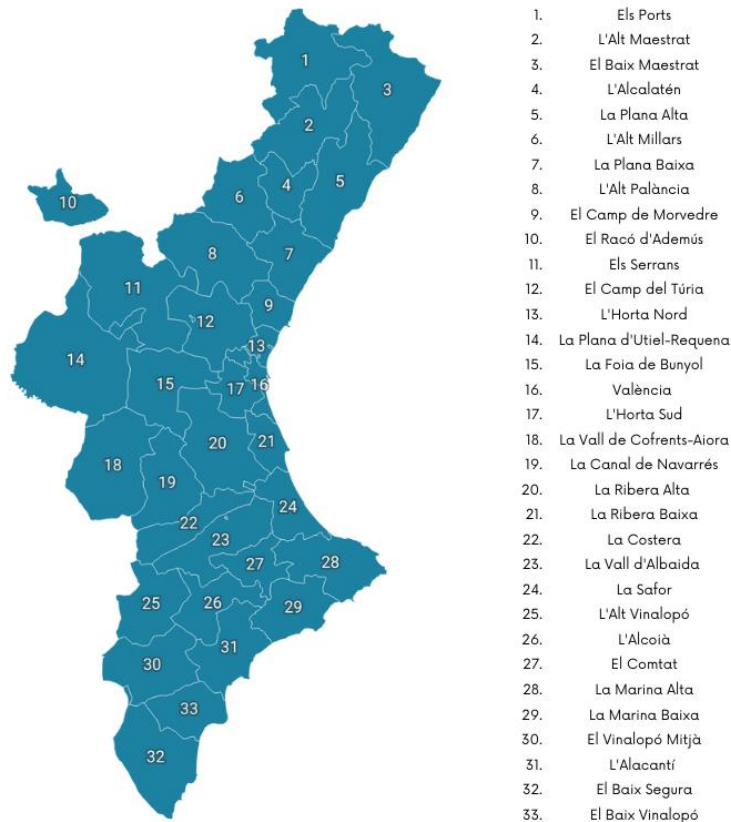 1. Els Ports
2. L'Alt Maestrat
3. El Baix Maestrat
4. L'Alcalatén
5. La Plana Alta
6. L'Alt Millars
7. La Plana Baixa
8. L'Alt Palància
9. El Camp de Morvedre
10. El Racó d'Ademús
11. Els Serrans
12. El Camp del Túria
13. L'Horta Nord
14. La Plana d'Utiel-Requena
15. La Foia de Bunyol
16. València
17. L'Horta Sud
18. La Vall de Cofrents-Aiora
19. La Canal de Navarrés
20. La Ribera Alta
21. La Ribera Baixa
22. La Costera
23. La Vall d'Albaida
24. La Safor
25. L'Alt Vinalopó
26. L'Alcoià
27. El Comtat
28. La Marina Alta
29. La Marina Baixa
30. El Vinalopó Mitjà
31. L'Alacantí
32. El Baix Segura
33. El Baix Vinalopó
1
3
2
4
5
10
6
8
7
11
9
12
13
14
15
17
16
20
21
18
19
24
22
23
27
28
25
26
29
31
30
33
32